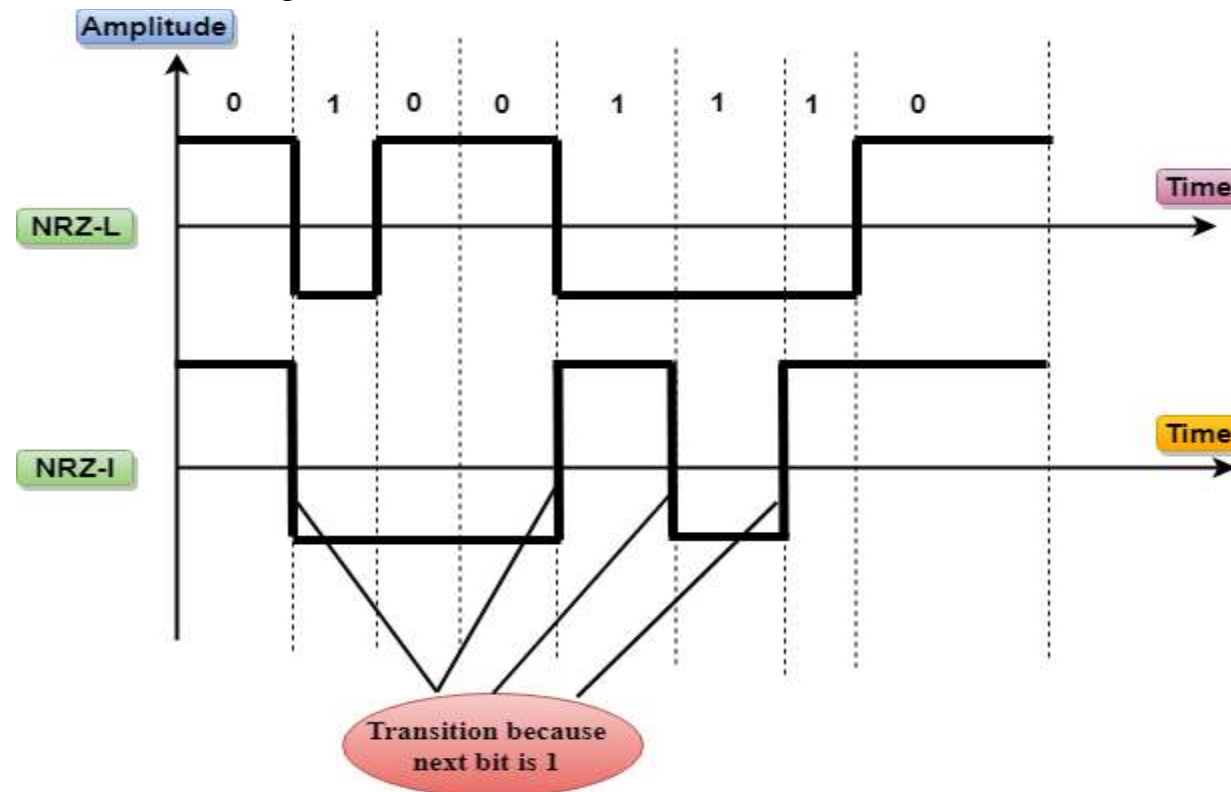 Amplitude
0 1 0 0 1 1 1 0
Time
NRZ-L
Time
NRZ-I
Transition because
next bit is 1